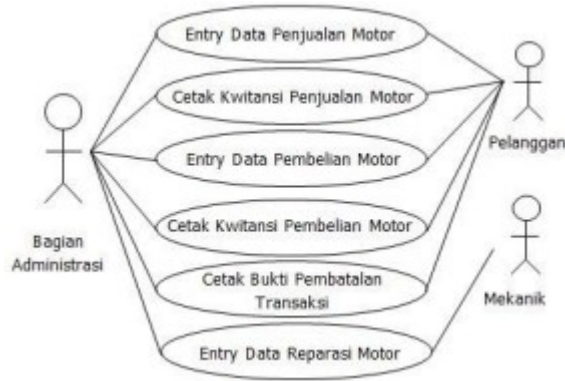 Entry Data Penjualan Motor
Cetak Kwitansi Penjualan Motor
Entry Data Pembelian Motor
Cetak Kwitansi Pembelian Motor
Cetak Bukti Pembatalan
Transaksi
Entry Data Reparasi Motor
Bagian
Administrasi
Pelanggan
Mekanik